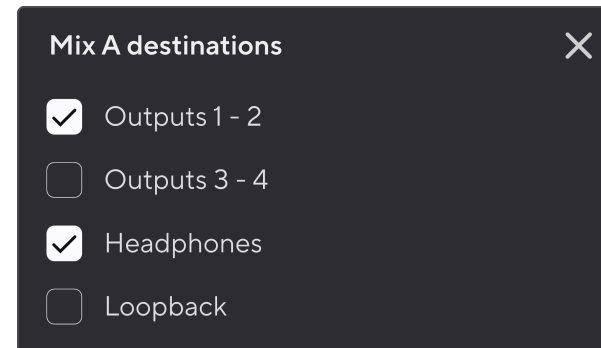 Mix A destinations
Outputs 1 - 2
Outputs 3 - 4
Headphones
Loopback